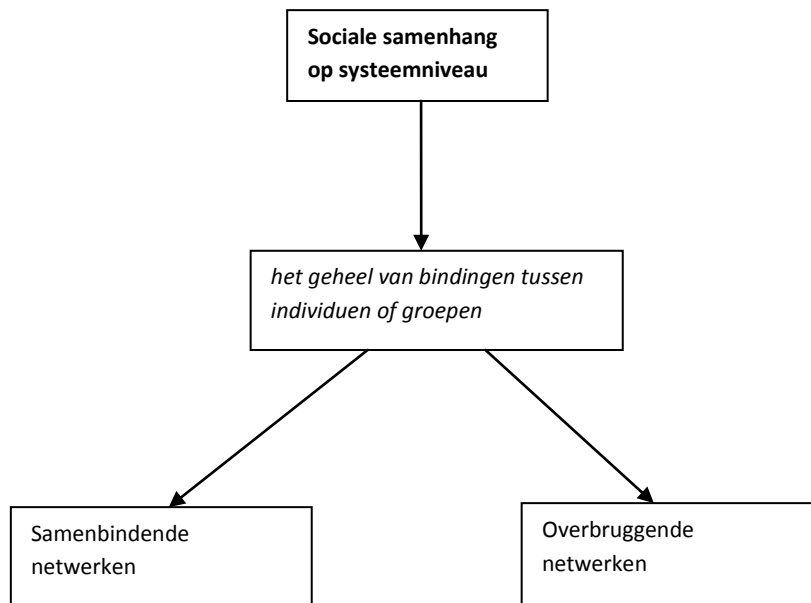 Sociale samenhang
op systeemniveau
het geheel van bindingen tussen
individuen of groepen
Samenbindende
netwerken
Overbruggende
netwerken